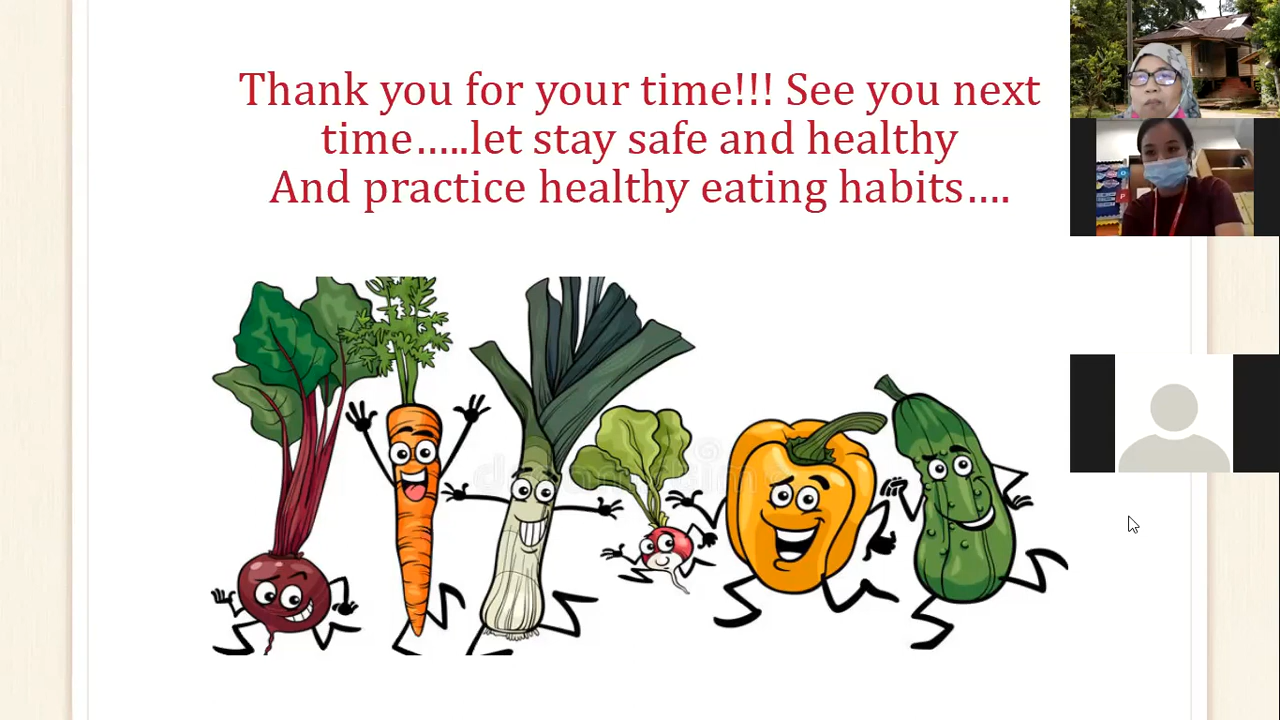 Thank you for your time!!! See you next
time…..let stay safe and healthy
And practice healthy eating habits….